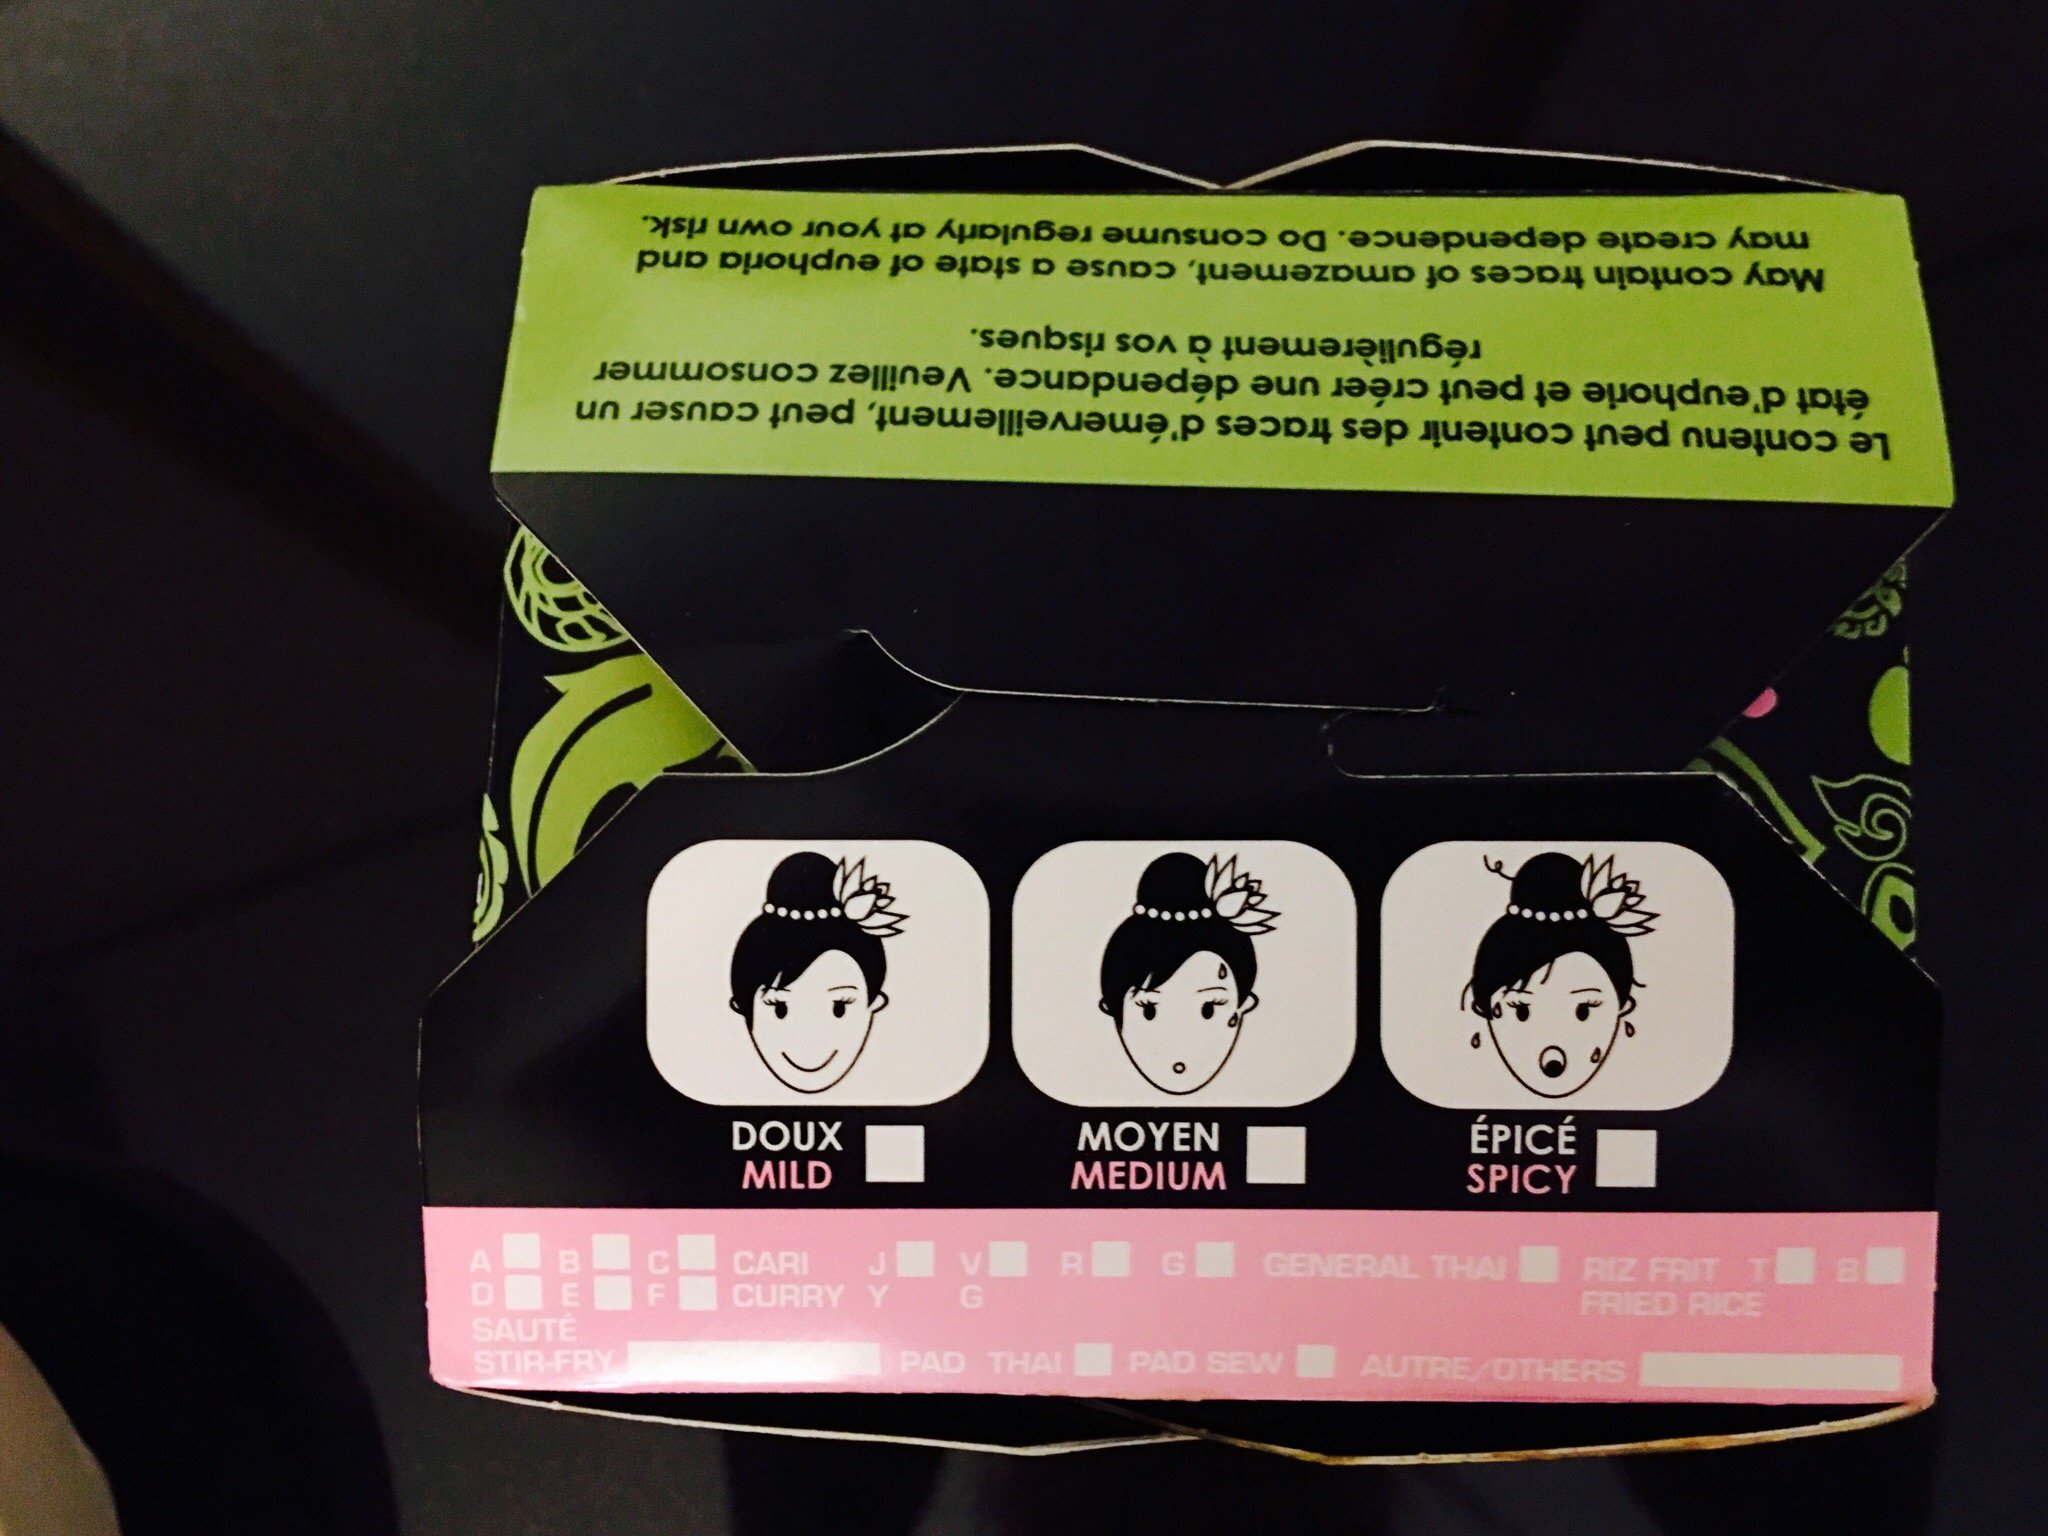 Le contenu peut contenir des traces d'émerveillement, peut causer un
état d'euphorie et peut créer une dépendance. Veuillez consommer
régulièrement à vos risques.
May contain traces of amazement, cause a state of euphoria and
may create dependence. Do consume regularly at your own risk.
DOUX
MILD
MOYEN
MEDIUM
ÉPICÉ
SPICY
A B C CARI J V R G GENERAL THAI RIZ FRIT T B
D E F CURRY Y G FRIED RICE
SAUTÉ
STIR-FRY PAD THAI PAD SEW AUTRE/OTHERS